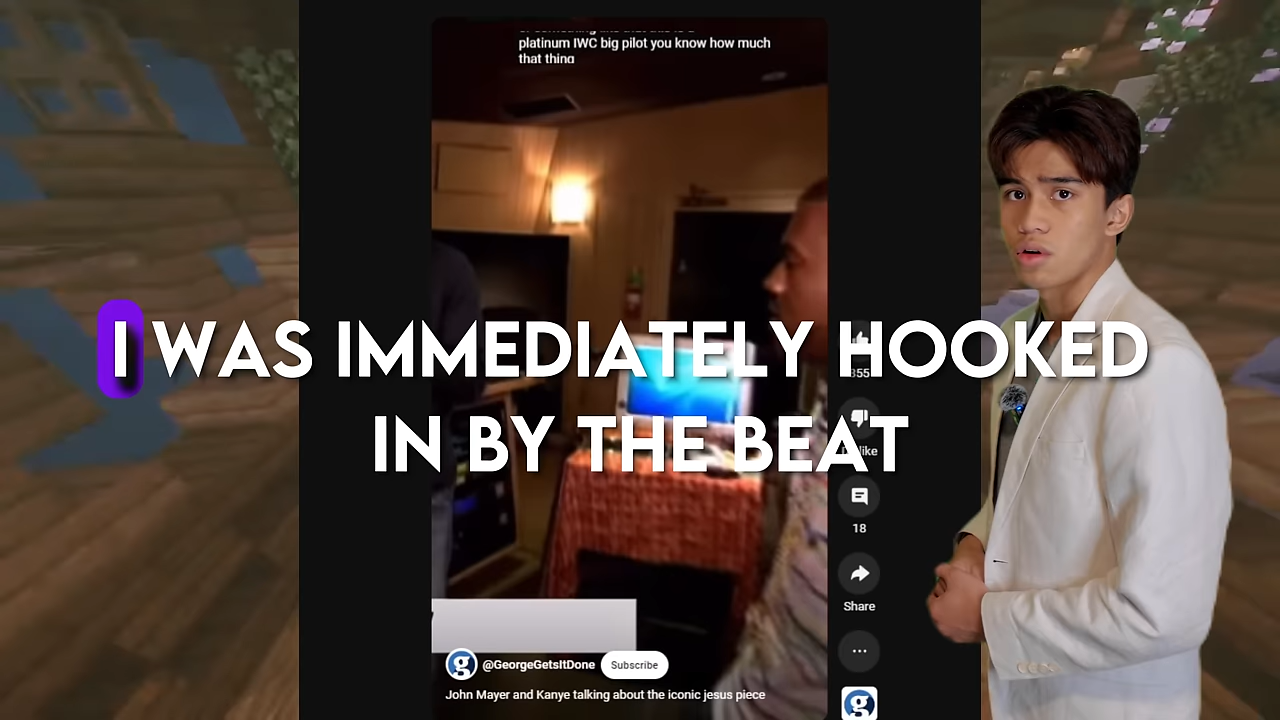 platinum IWC big pilot you know how much
that thing
I WAS IMMEDIATELY HOOKED
IN BY THE BEAT
18
Share
@GeorgeGetsItDone
Subscribe
John Mayer and Kanye talking about the iconic jesus piece